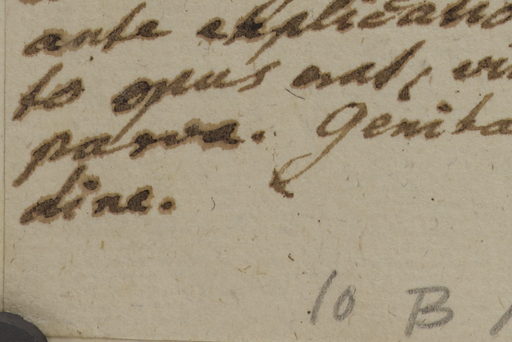 ante explicatio
to opus erat, vi
parva. Genita
dine.
10 B